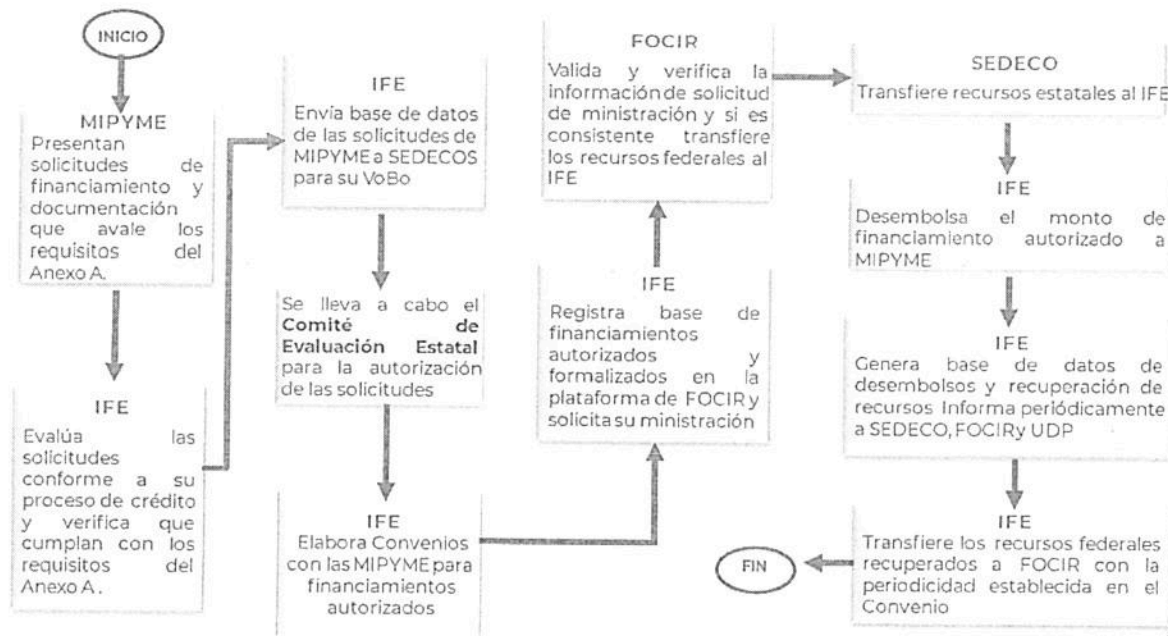 INICIO
MIPYME
Presentan
solicitudes de
financiamiento y
documentación
que avale los
requisitos del
Anexo A.
IFE
Evalúa las
solicitudes
conforme a su
proceso de crédito
y verifica que
cumplan con los
requisitos del
Anexo A.
IFE
Envía base de datos
de las solicitudes de
MIPYME a SEDECOS
para su VoBo
Se lleva a cabo el
Comité de
Evaluación Estatal
para la autorización
de las solicitudes
IFE
Elabora Convenios
con las MIPYME para
financiamientos
autorizados
FOCIR
Valida y verifica la
información de solicitud
de ministración y si es
consistente transfiere
los recursos federales al
IFE
IFE
Registra base de
financiamientos
autorizados y
formalizados en la
plataforma de FOCIR y
solicita su ministración
SEDECO
Transfiere recursos estatales al IFE
IFE
Desembolsa el monto de
financiamiento autorizado a
MIPYME
IFE
Genera base de datos de
desembolsos y recuperación de
recursos Informa periódicamente
a SEDECO, FOCIR y UDP
IFE
Transfiere los recursos federales
recuperados a FOCIR con la
periodicidad establecida en el
Convenio
FIN